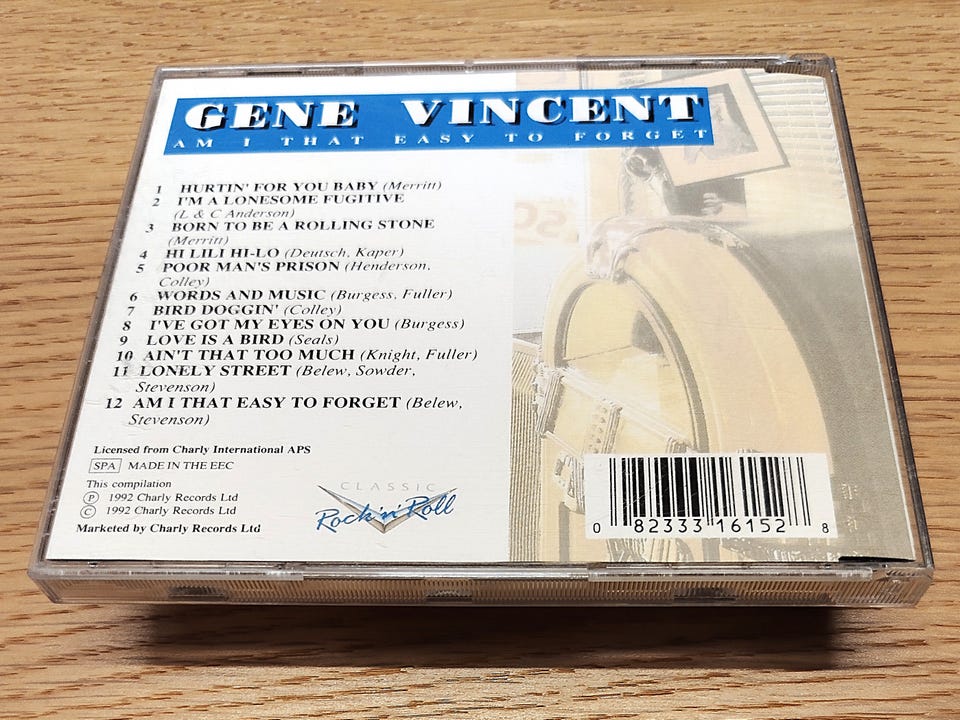 GENE VINCENT
AM I THAT EASY TO FORGET
1 HURTIN' FOR YOU BABY (Merritt)
2 I'M A LONESOME FUGITIVE
(L & C Anderson)
3 BORN TO BE A ROLLING STONE
(Merritt)
4 HI LILI HI-LO (Deutsch, Kaper)
5 POOR MAN'S PRISON (Henderson,
Colley)
6 WORDS AND MUSIC (Burgess, Fuller)
7 BIRD DOGGIN' (Colley)
8 I'VE GOT MY EYES ON YOU (Burgess)
9 LOVE IS A BIRD (Seals)
10 AIN'T THAT TOO MUCH (Knight, Fuller)
11 LONELY STREET (Belew, Sowder,
Stevenson)
12 AM I THAT EASY TO FORGET (Belew,
Stevenson)
Licensed from Charly International APS
SPA MADE IN THE EEC
This compilation
Ⓟ 1992 Charly Records Ltd
© 1992 Charly Records Ltd
Marketed by Charly Records Ltd
CLASSIC
Rock 'n' Roll
0 82333 16152 8